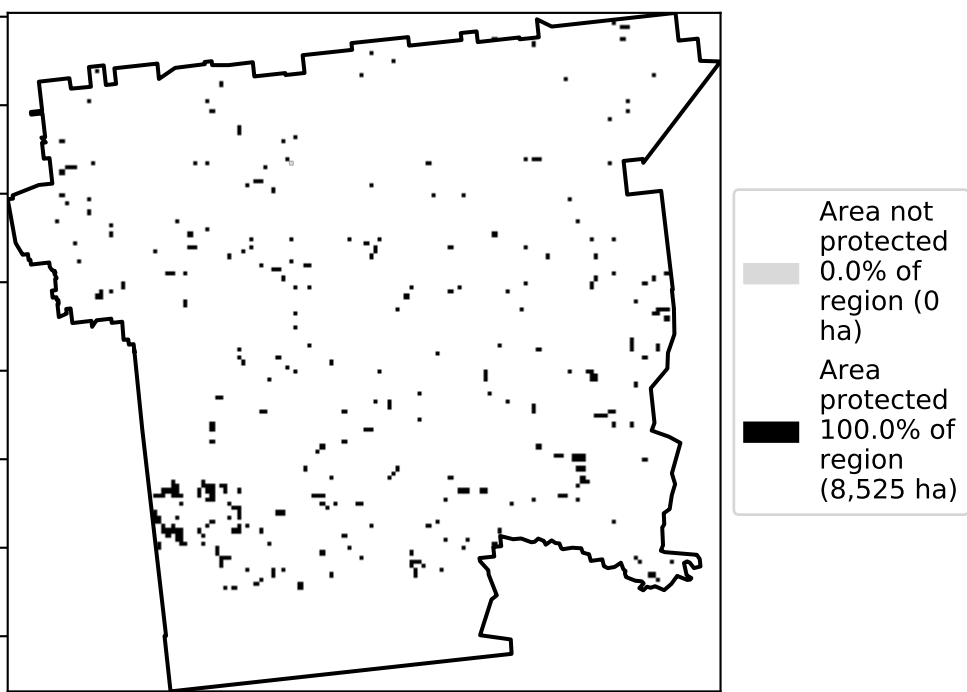 Area not
protected
0.0% of
region (0
ha)
Area
protected
100.0% of
region
(8,525 ha)